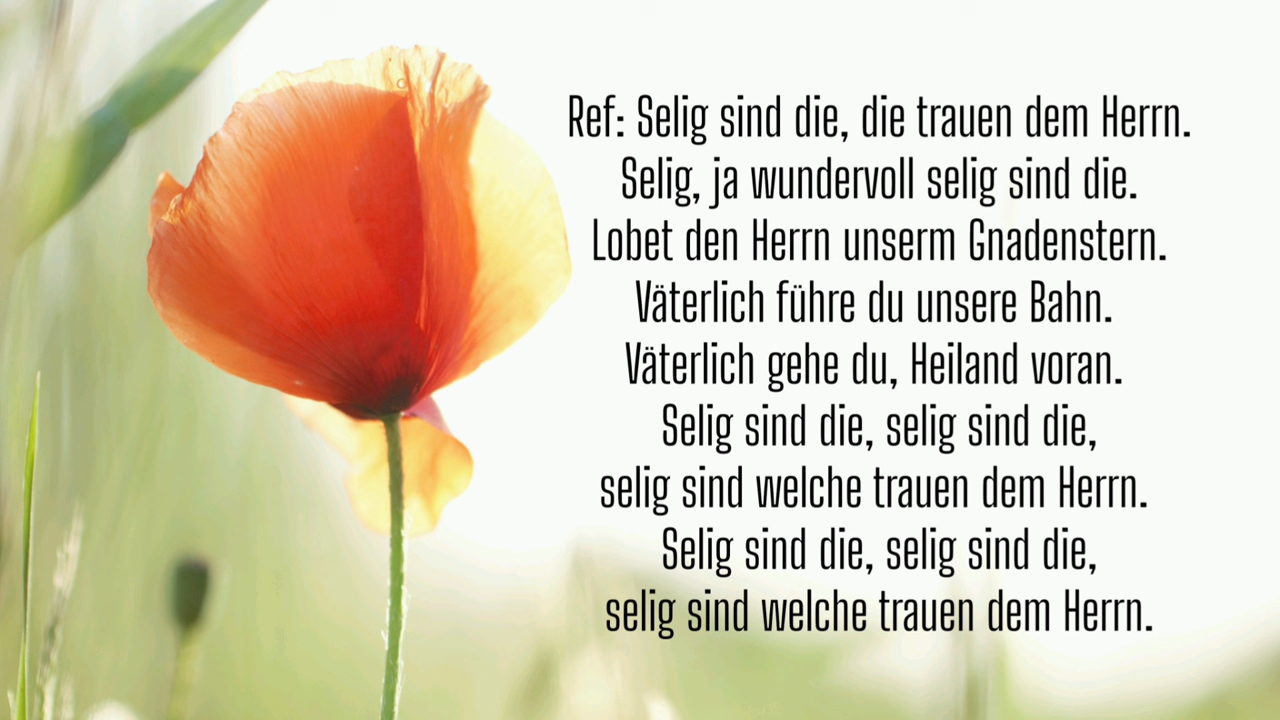 Ref: Selig sind die, die trauen dem Herrn.
Selig, ja wundervoll selig sind die.
Lobet den Herrn unserm Gnadenstern.
Väterlich führe du unsere Bahn.
Väterlich gehe du, Heiland voran.
Selig sind die, selig sind die,
selig sind welche trauen dem Herrn.
Selig sind die, selig sind die,
selig sind welche trauen dem Herrn.